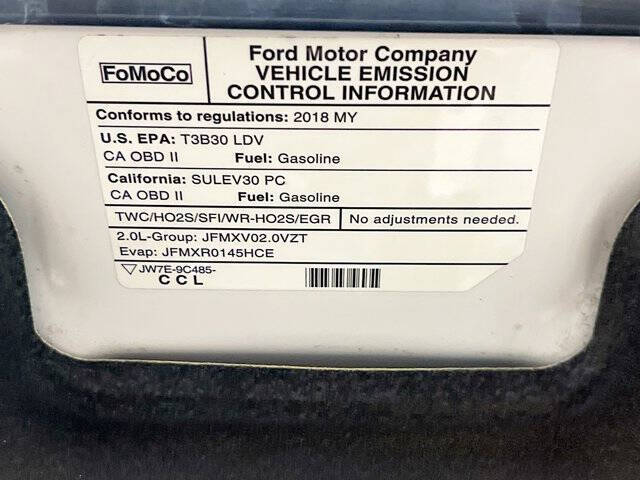 FoMoCo
Ford Motor Company
VEHICLE EMISSION
CONTROL INFORMATION
Conforms to regulations: 2018 MY
U.S. EPA: T3B30 LDV
CA OBD II Fuel: Gasoline
California: SULEV30 PC
CA OBD II Fuel: Gasoline
TWC/HO2S/SFI/WR-HO2S/EGR No adjustments needed.
2.0L-Group: JFMXV02.0VZT
Evap: JFMXR0145HCE
JW7E-9C485-
CCL